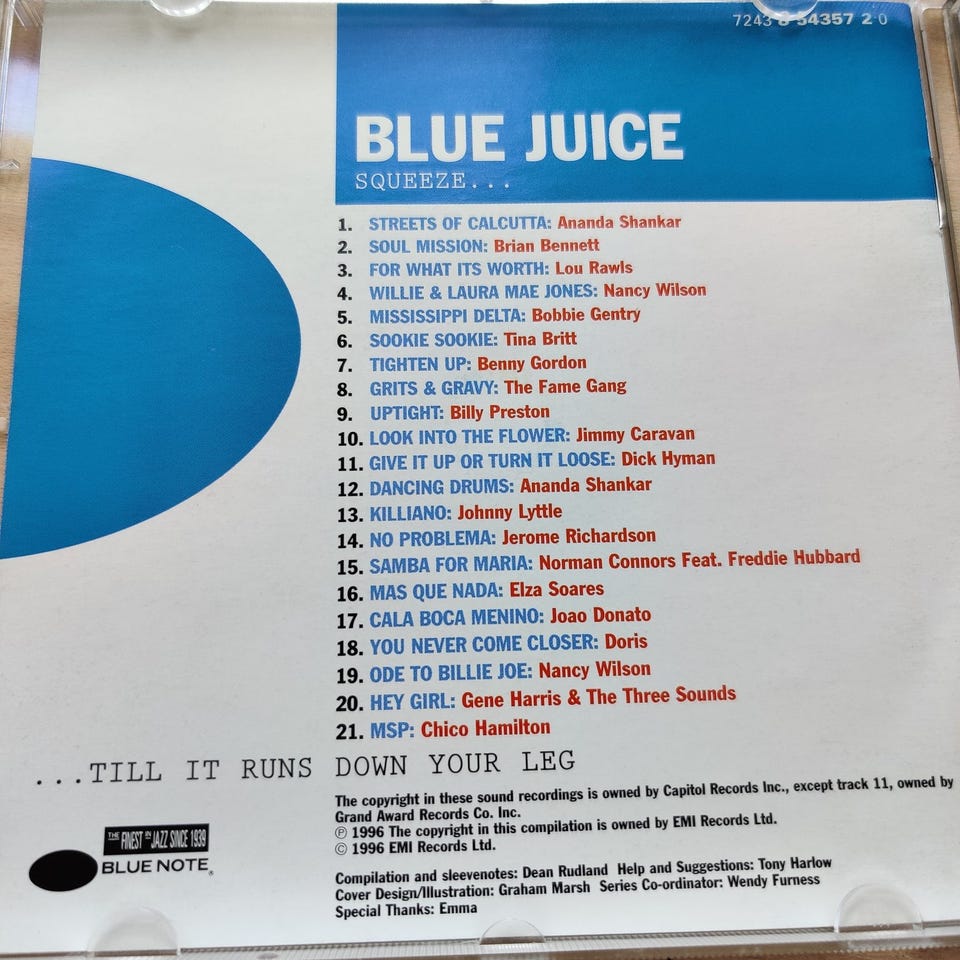 7243 8 54357 2 0
BLUE JUICE
SQUEEZE...
1. STREETS OF CALCUTTA: Ananda Shankar
2. SOUL MISSION: Brian Bennett
3. FOR WHAT ITS WORTH: Lou Rawls
4. WILLIE & LAURA MAE JONES: Nancy Wilson
5. MISSISSIPPI DELTA: Bobbie Gentry
6. SOOKIE SOOKIE: Tina Britt
7. TIGHTEN UP: Benny Gordon
8. GRITS & GRAVY: The Fame Gang
9. UPTIGHT: Billy Preston
10. LOOK INTO THE FLOWER: Jimmy Caravan
11. GIVE IT UP OR TURN IT LOOSE: Dick Hyman
12. DANCING DRUMS: Ananda Shankar
13. KILLIANO: Johnny Lyttle
14. NO PROBLEMA: Jerome Richardson
15. SAMBA FOR MARIA: Norman Connors Feat. Freddie Hubbard
16. MAS QUE NADA: Elza Soares
17. CALA BOCA MENINO: Joao Donato
18. YOU NEVER COME CLOSER: Doris
19. ODE TO BILLIE JOE: Nancy Wilson
20. HEY GIRL: Gene Harris & The Three Sounds
21. MSP: Chico Hamilton
...TILL IT RUNS DOWN YOUR LEG
The copyright in these sound recordings is owned by Capitol Records Inc., except track 11, owned by
Grand Award Records Co. Inc.
℗ 1996 The copyright in this compilation is owned by EMI Records Ltd.
© 1996 EMI Records Ltd.
Compilation and sleevenotes: Dean Rudland Help and Suggestions: Tony Harlow
Cover Design/Illustration: Graham Marsh Series Co-ordinator: Wendy Furness
Special Thanks: Emma
THE FINEST IN JAZZ SINCE 1939
BLUE NOTE®